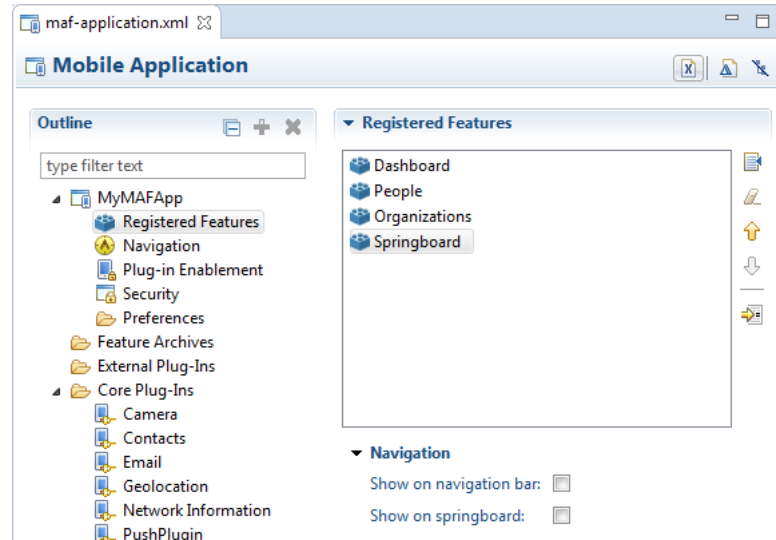 maf-application.xml
Mobile Application
Outline
type filter text
MyMAFApp
Registered Features
Navigation
Plug-in Enablement
Security
Preferences
Feature Archives
External Plug-Ins
Core Plug-Ins
Camera
Contacts
Email
Geolocation
Network Information
PushPlugin
Registered Features
Dashboard
People
Organizations
Springboard
Navigation
Show on navigation bar:
Show on springboard: